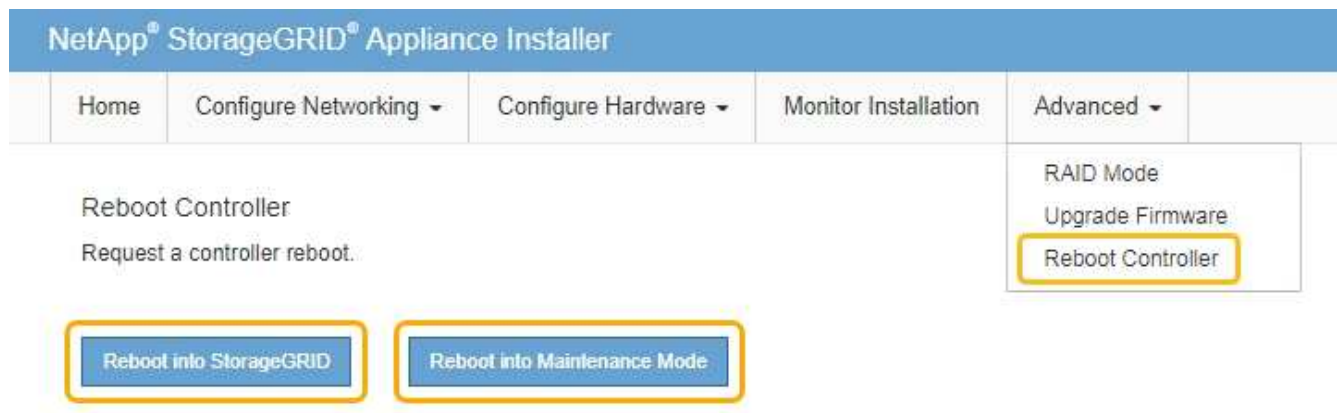 NetApp® StorageGRID® Appliance Installer
Home Configure Networking Configure Hardware Monitor Installation Advanced
RAID Mode
Upgrade Firmware
Reboot Controller
Reboot Controller
Request a controller reboot.
Reboot into StorageGRID Reboot into Maintenance Mode